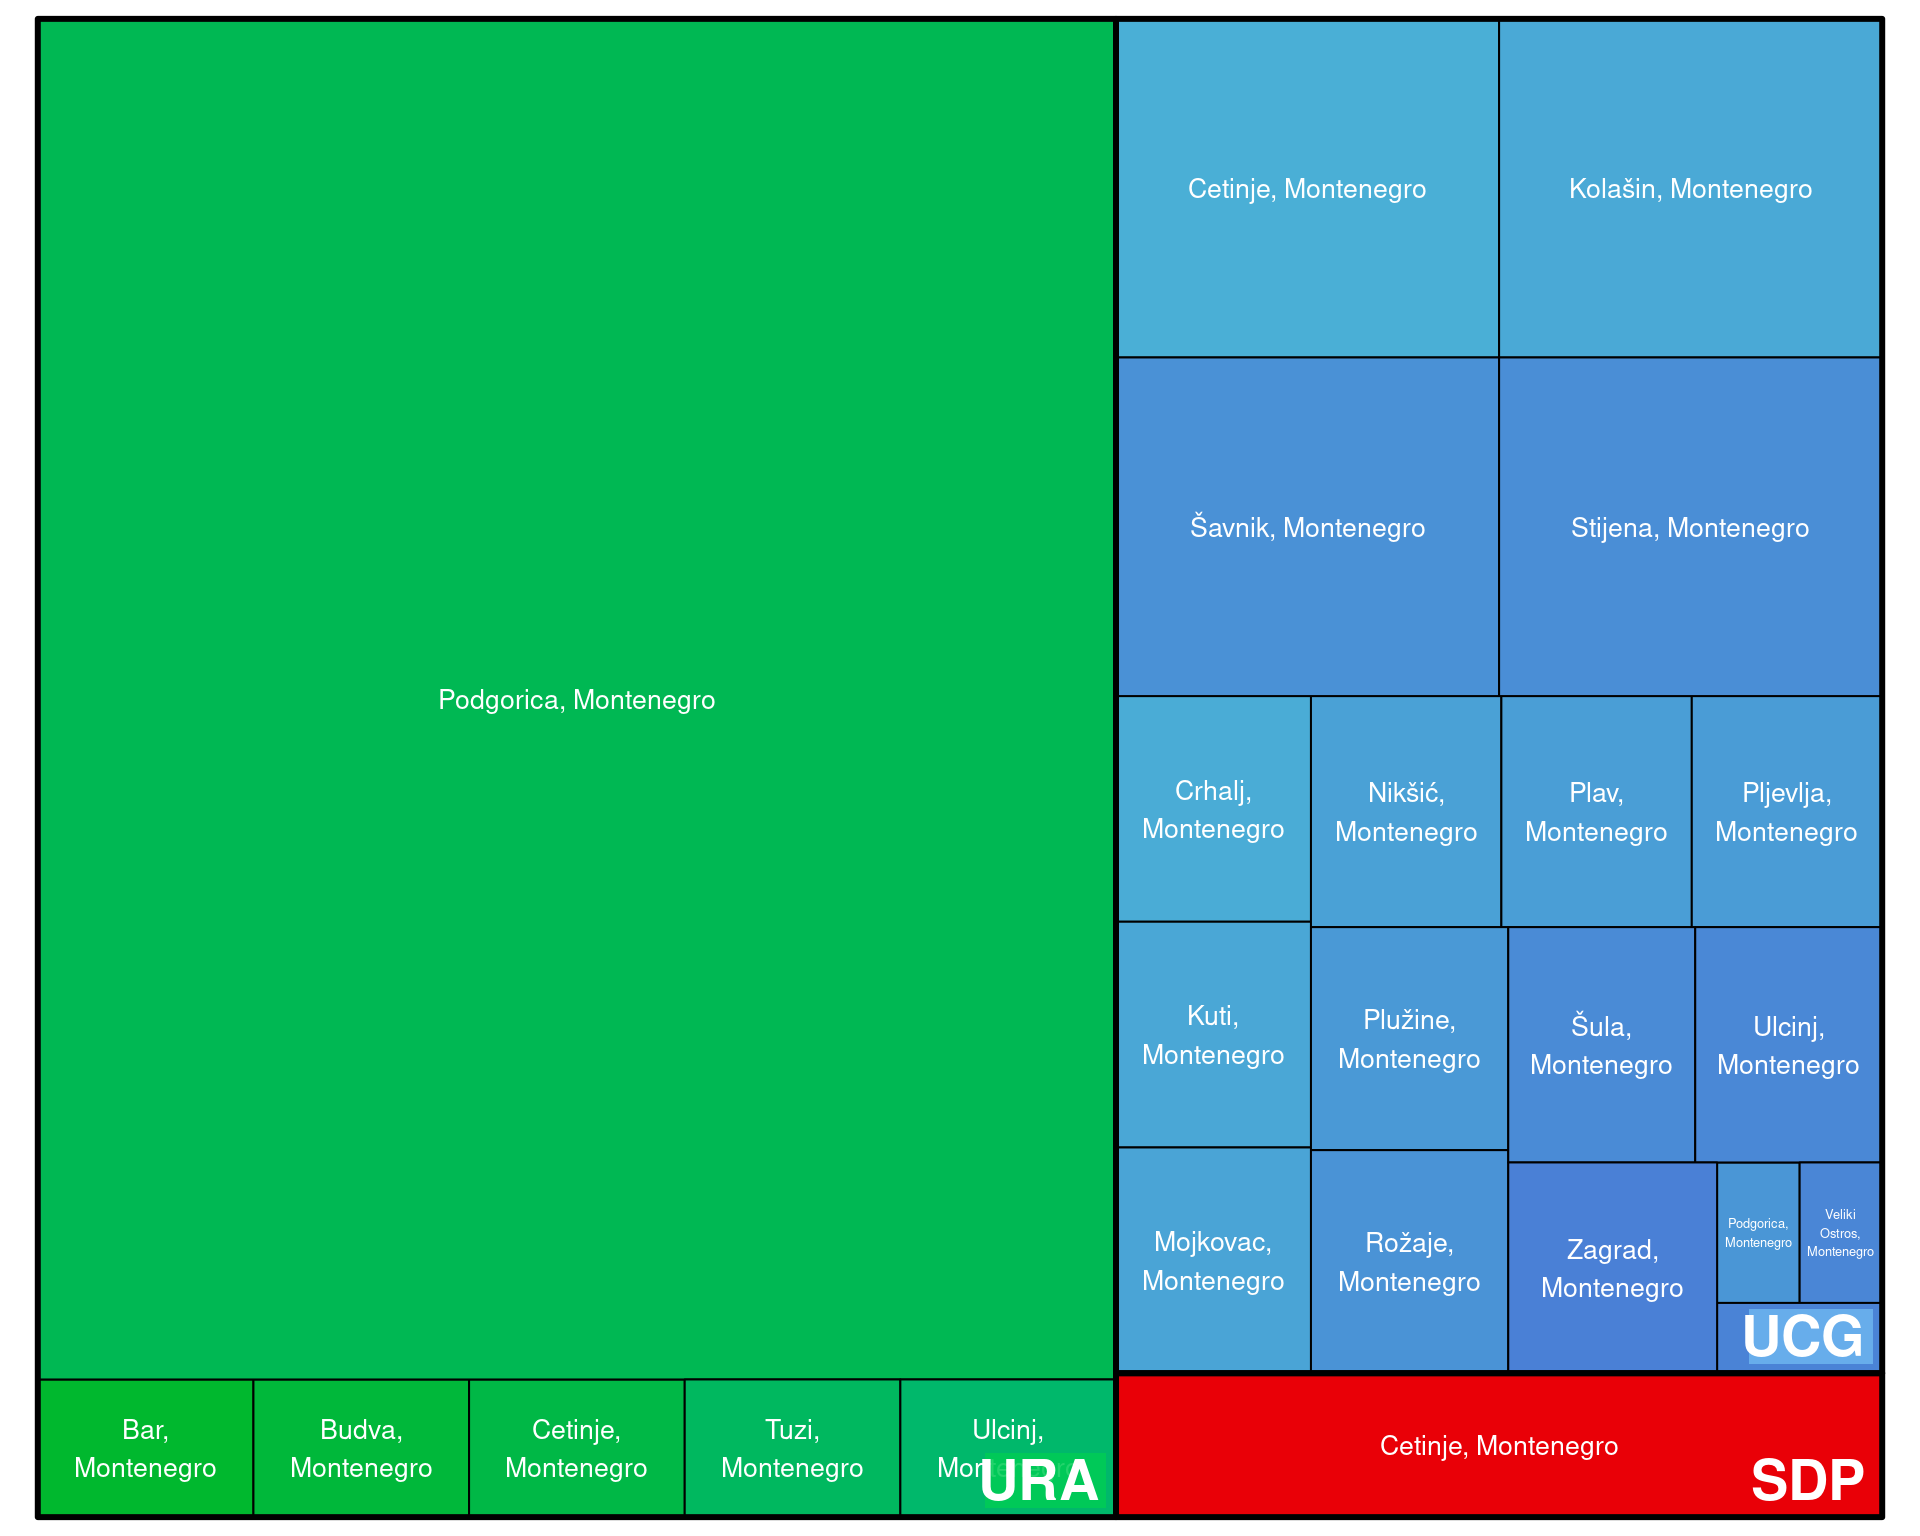 Podgorica, Montenegro
Bar,
Montenegro
Budva,
Montenegro
Cetinje,
Montenegro
Tuzi,
Montenegro
Ulcinj,
Montenegro
URA
Cetinje, Montenegro
Kolašin, Montenegro
Šavnik, Montenegro
Stijena, Montenegro
Crhalj,
Montenegro
Nikšić,
Montenegro
Plav,
Montenegro
Pljevlja,
Montenegro
Kuti,
Montenegro
Plužine,
Montenegro
Šula,
Montenegro
Ulcinj,
Montenegro
Mojkovac,
Montenegro
Rožaje,
Montenegro
Zagrad,
Montenegro
Podgorica,
Montenegro
Veliki
Ostros,
Montenegro
UCG
Cetinje, Montenegro
SDP